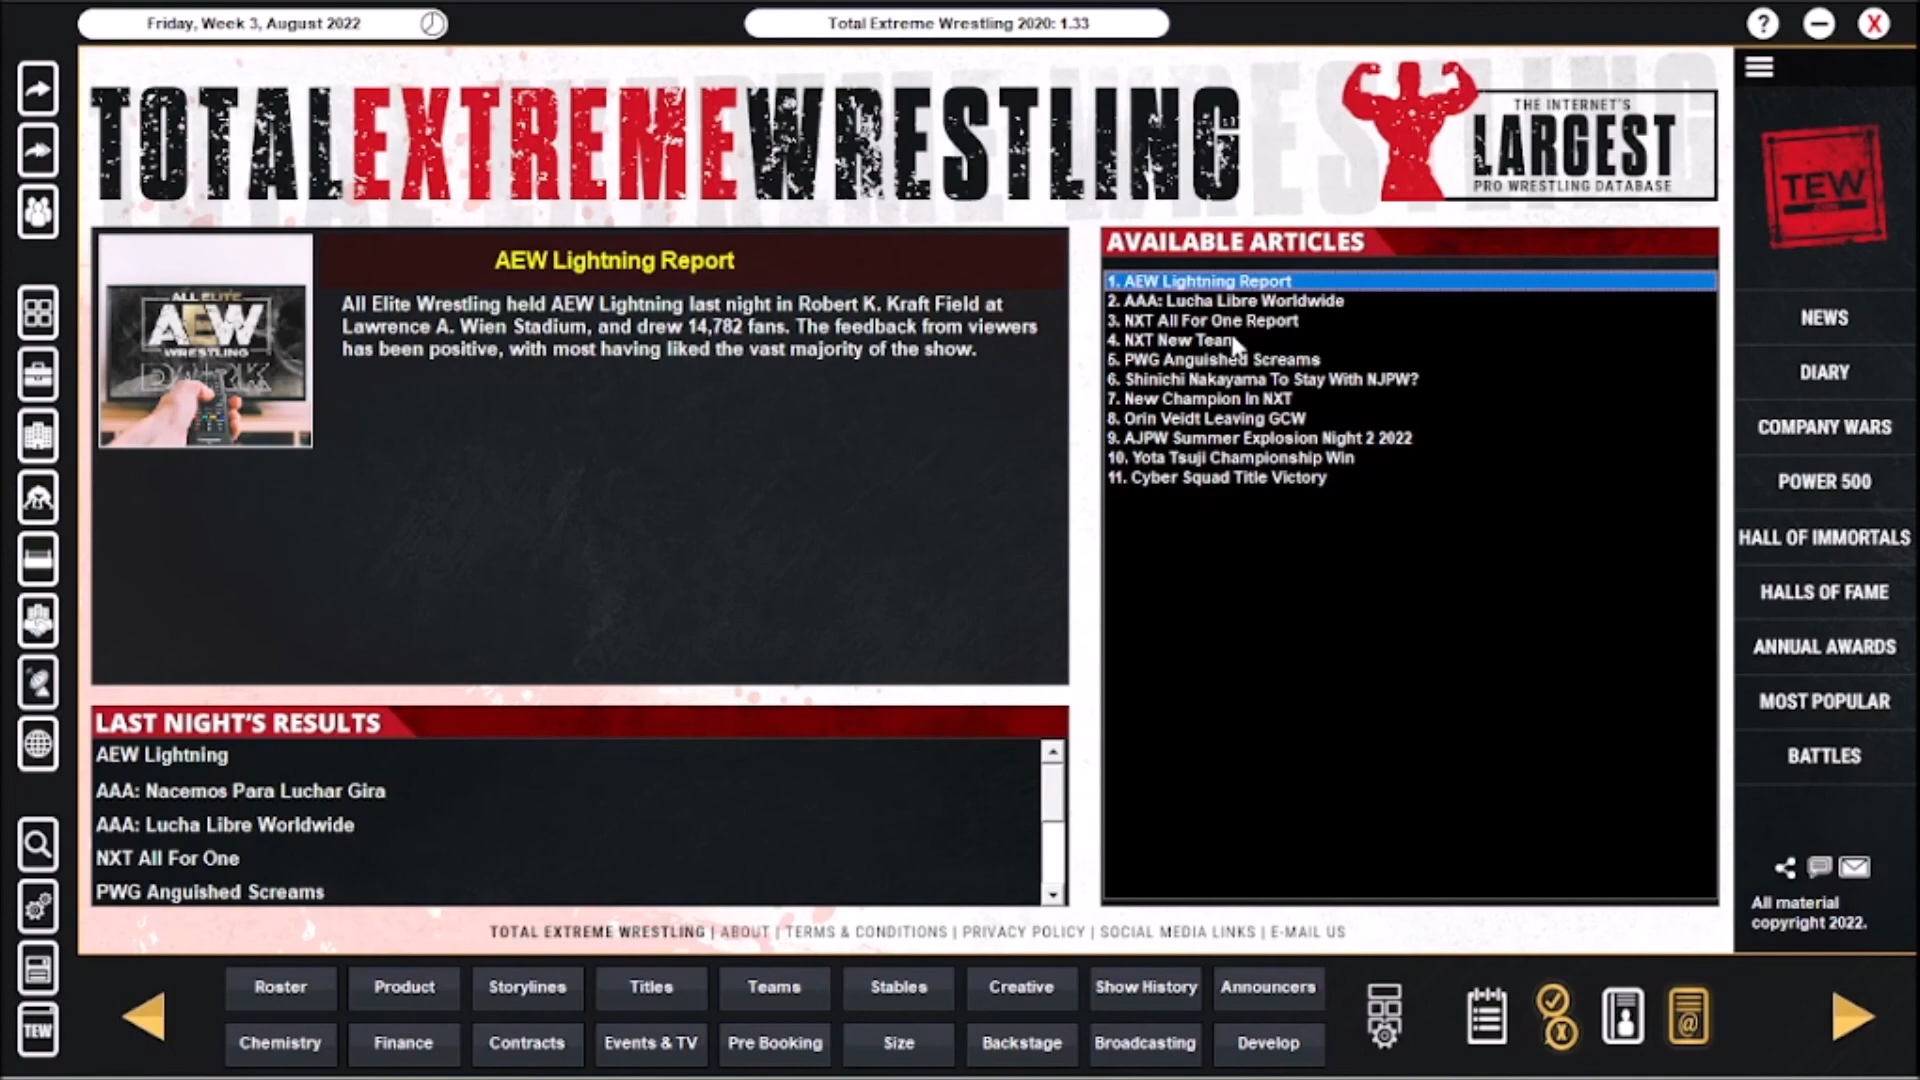 Friday, Week 3, August 2022
Total Extreme Wrestling 2020: 1.33
?
X
TOTALEXTREMEWRESTLING
THE INTERNET'S
LARGEST
PRO WRESTLING DATABASE
TEW
AEW Lightning Report
ALL ELITE
AEW
WRESTLING
DARK
All Elite Wrestling held AEW Lightning last night in Robert K. Kraft Field at
Lawrence A. Wien Stadium, and drew 14,782 fans. The feedback from viewers
has been positive, with most having liked the vast majority of the show.
AVAILABLE ARTICLES
1. AEW Lightning Report
2. AAA: Lucha Libre Worldwide
3. NXT All For One Report
4. NXT New Team
5. PWG Anguished Screams
6. Shinichi Nakayama To Stay With NJPW?
7. New Champion In NXT
8. Orin Veidt Leaving GCW
9. AJPW Summer Explosion Night 2 2022
10. Yota Tsuji Championship Win
11. Cyber Squad Title Victory
NEWS
DIARY
COMPANY WARS
POWER 500
HALL OF IMMORTALS
HALLS OF FAME
ANNUAL AWARDS
MOST POPULAR
BATTLES
All material
copyright 2022.
LAST NIGHT'S RESULTS
AEW Lightning
AAA: Nacemos Para Luchar Gira
AAA: Lucha Libre Worldwide
NXT All For One
PWG Anguished Screams
TOTAL EXTREME WRESTLING | ABOUT | TERMS & CONDITIONS | PRIVACY POLICY | SOCIAL MEDIA LINKS | E-MAIL US
Roster
Product
Storylines
Titles
Teams
Stables
Creative
Show History
Announcers
Chemistry
Finance
Contracts
Events & TV
Pre Booking
Size
Backstage
Broadcasting
Develop
TEW